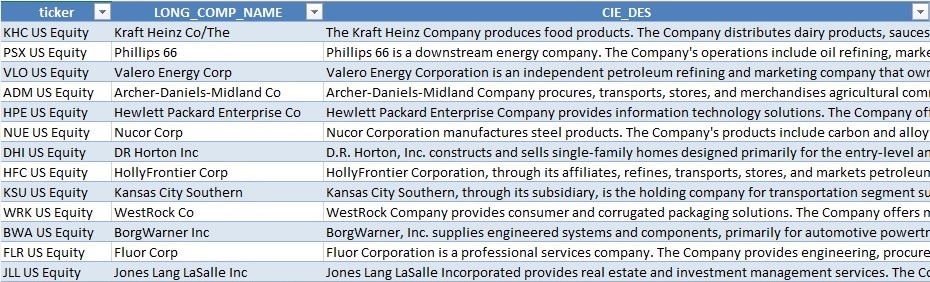 ticker LONG_COMP_NAME CIE_DES
KHC US Equity Kraft Heinz Co/The The Kraft Heinz Company produces food products. The Company distributes dairy products, sauces
PSX US Equity Phillips 66 Phillips 66 is a downstream energy company. The Company's operations include oil refining, marke
VLO US Equity Valero Energy Corp Valero Energy Corporation is an independent petroleum refining and marketing company that own
ADM US Equity Archer-Daniels-Midland Co Archer-Daniels-Midland Company procures, transports, stores, and merchandises agricultural com
HPE US Equity Hewlett Packard Enterprise Co Hewlett Packard Enterprise Company provides information technology solutions. The Company of
NUE US Equity Nucor Corp Nucor Corporation manufactures steel products. The Company's products include carbon and alloy
DHI US Equity DR Horton Inc D.R. Horton, Inc. constructs and sells single-family homes designed primarily for the entry-level an
HFC US Equity HollyFrontier Corp HollyFrontier Corporation, through its affiliates, refines, transports, stores, and markets petroleum
KSU US Equity Kansas City Southern Kansas City Southern, through its subsidiary, is the holding company for transportation segment su
WRK US Equity WestRock Co WestRock Company provides consumer and corrugated packaging solutions. The Company offers m
BWA US Equity BorgWarner Inc BorgWarner, Inc. supplies engineered systems and components, primarily for automotive powertr
FLR US Equity Fluor Corp Fluor Corporation is a professional services company. The Company provides engineering, procure
JLL US Equity Jones Lang LaSalle Inc Jones Lang LaSalle Incorporated provides real estate and investment management services. The Co